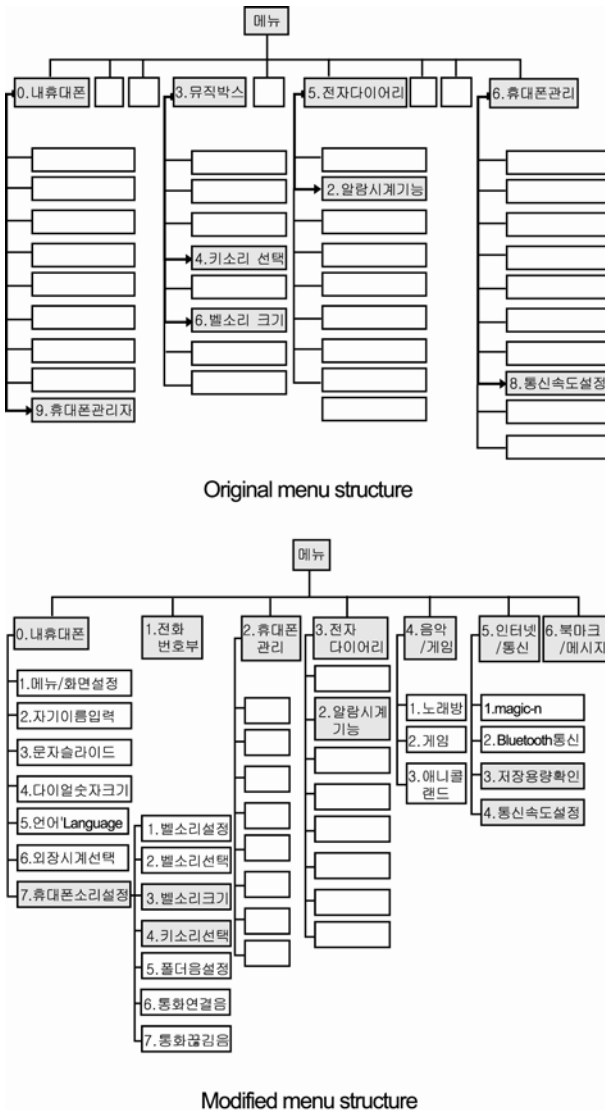 메뉴
0.내휴대폰
3.뮤직박스
5.전자다이어리
6.휴대폰관리
2.알람시계기능
4.키소리 선택
6.벨소리 크기
8.통신속도설정
9.휴대폰관리자
Original menu structure
메뉴
0.내휴대폰
1.전화
번호부
2.휴대폰
관리
3.전자
다이어리
4.음악
/게임
5.인터넷
/통신
6.북마크
/메시지
1.메뉴/화면설정
2.자기이름입력
3.문자슬라이드
4.다이얼숫자크기
5.언어'Language
6.외장시계선택
7.휴대폰소리설정
1.벨소리설정
2.벨소리선택
3.벨소리크기
4.키소리선택
5.폴더음설정
6.통화연결음
7.통화끊김음
2.알람시계
기능
1.노래방
2.게임
3.애니콜
랜드
1.magic-n
2.Bluetooth통신
3.저장용량확인
4.통신속도설정
Modified menu structure